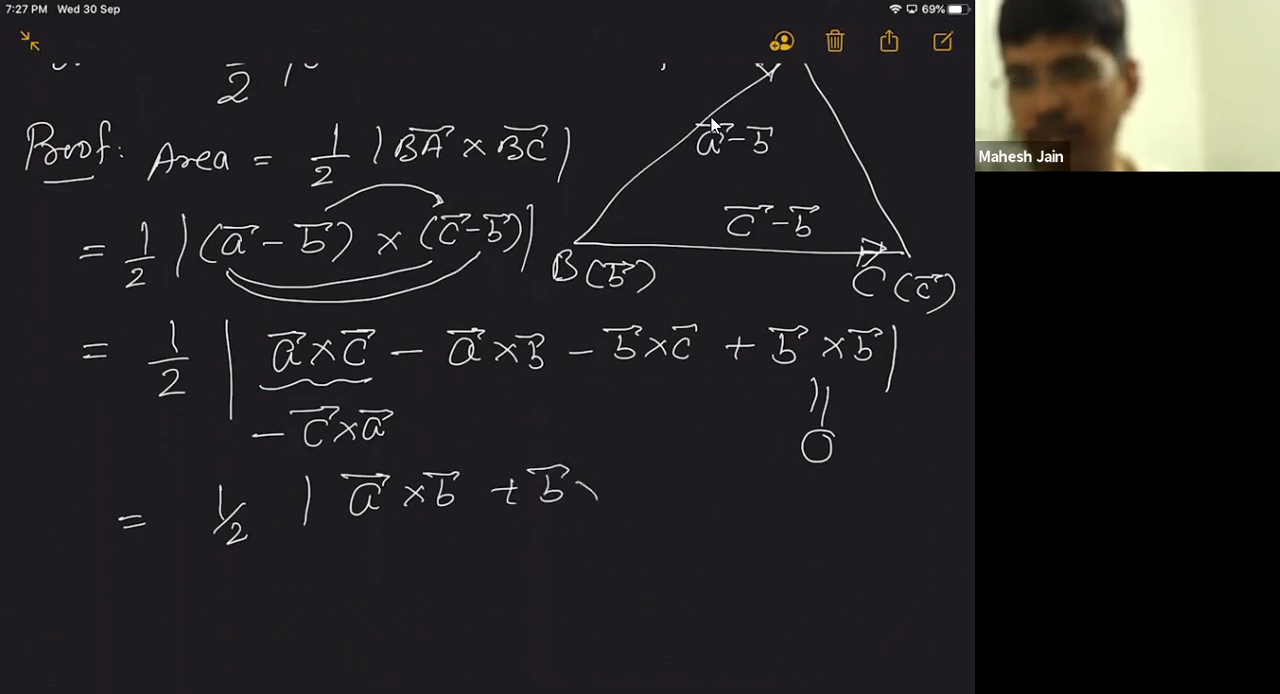 7:27 PM Wed 30 Sep 69%
2
Proof: Area = 1/2 |BA⃗ × BC⃗|
= 1/2 |(a⃗ - b⃗) × (c⃗ - b⃗)|
a⃗ - b⃗
c⃗ - b⃗
B(b⃗) C(c⃗)
= 1/2 | a⃗ × c⃗ - a⃗ × b⃗ - b⃗ × c⃗ + b⃗ × b⃗ |
- c⃗ × a⃗
0
= 1/2 | a⃗ × b⃗ + b⃗
Mahesh Jain